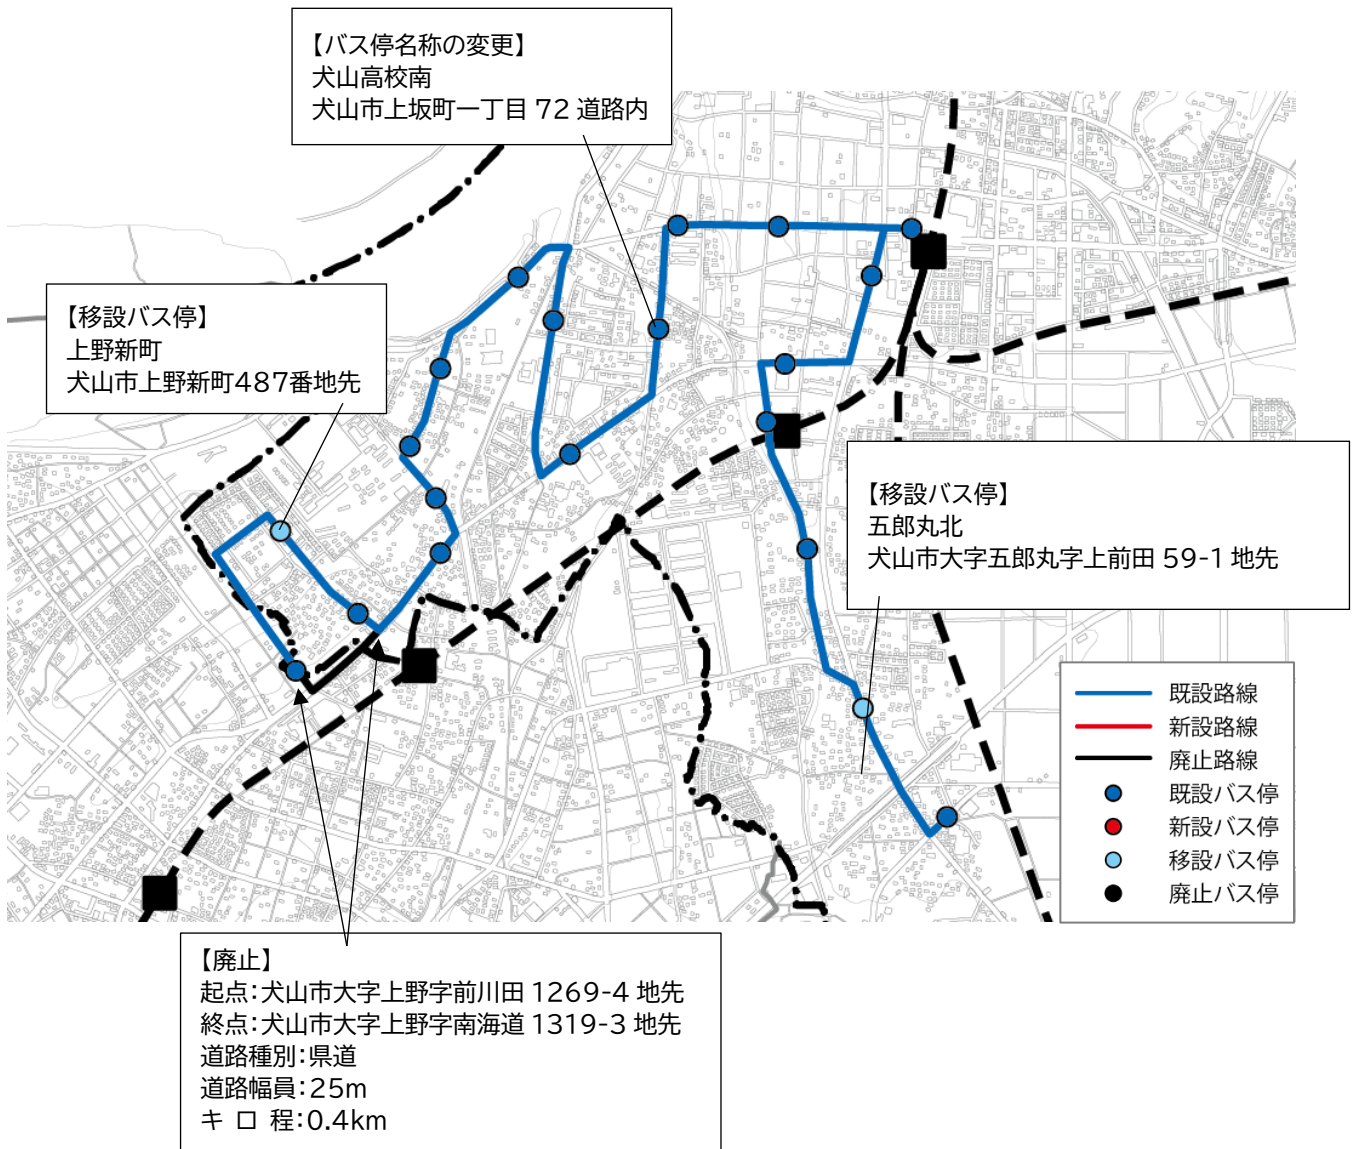 【バス停名称の変更】
犬山高校南
犬山市上坂町一丁目 72 道路内
【移設バス停】
上野新町
犬山市上野新町487番地先
【移設バス停】
五郎丸北
犬山市大字五郎丸字上前田 59-1 地先
既設路線
新設路線
廃止路線
既設バス停
新設バス停
移設バス停
廃止バス停
【廃止】
起点:犬山市大字上野字前川田 1269-4 地先
終点:犬山市大字上野字南海道 1319-3 地先
道路種別:県道
道路幅員:25m
キ ロ 程:0.4km